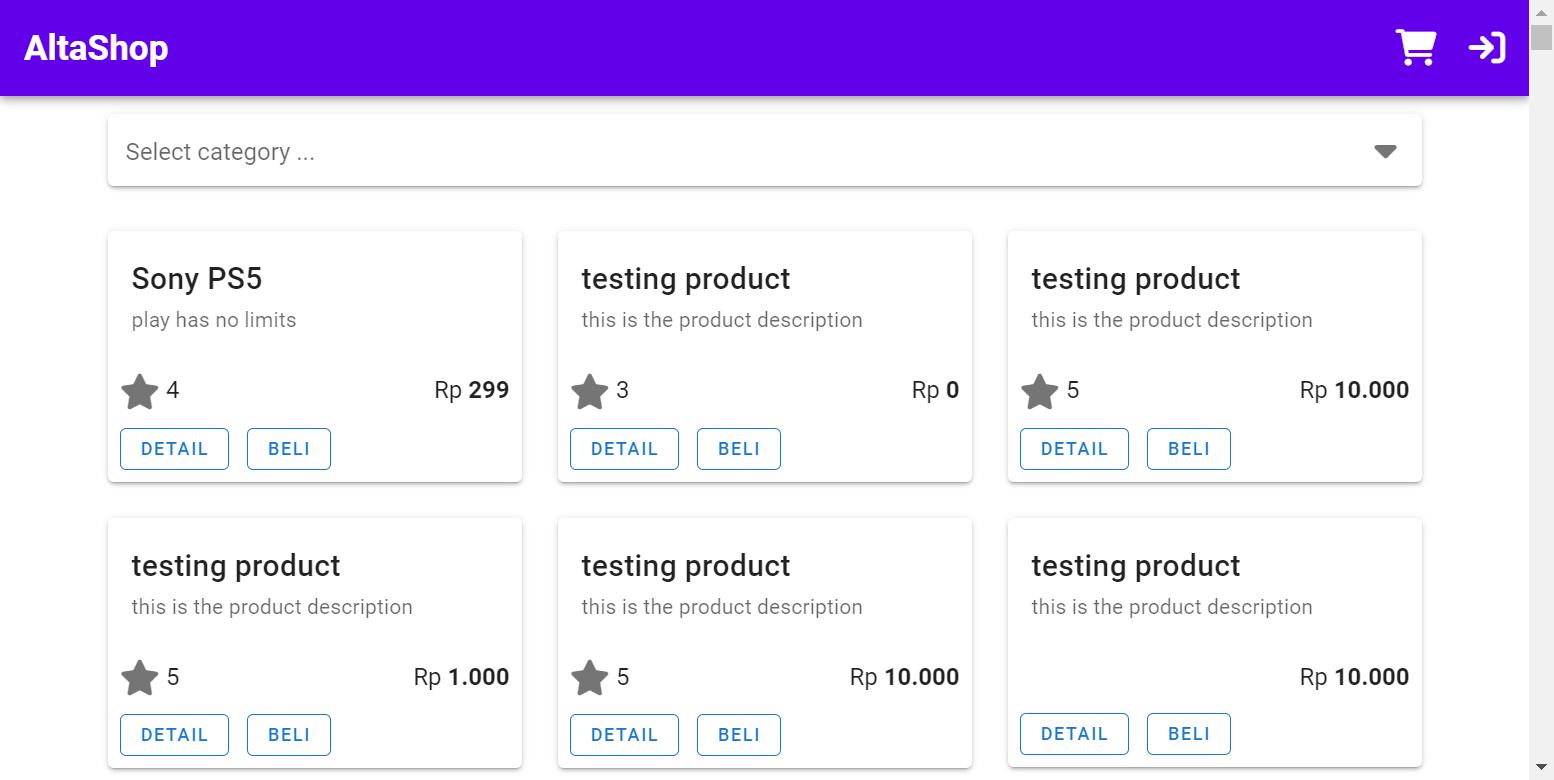 AltaShop
Select category ...
Sony PS5
play has no limits
4
Rp 299
DETAIL
BELI
testing product
this is the product description
3
Rp 0
DETAIL
BELI
testing product
this is the product description
5
Rp 10.000
DETAIL
BELI
testing product
this is the product description
5
Rp 1.000
DETAIL
BELI
testing product
this is the product description
5
Rp 10.000
DETAIL
BELI
testing product
this is the product description
Rp 10.000
DETAIL
BELI